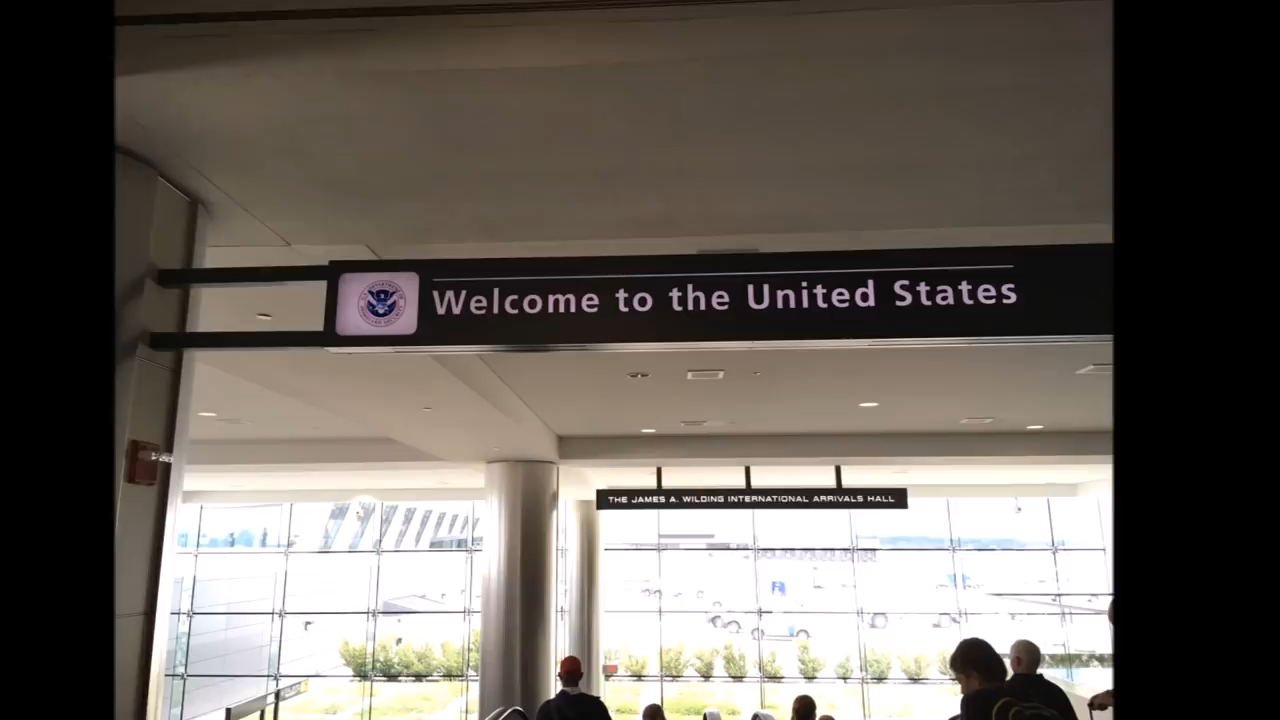 Welcome to the United States
THE JAMES A. WILDING INTERNATIONAL ARRIVALS HALL